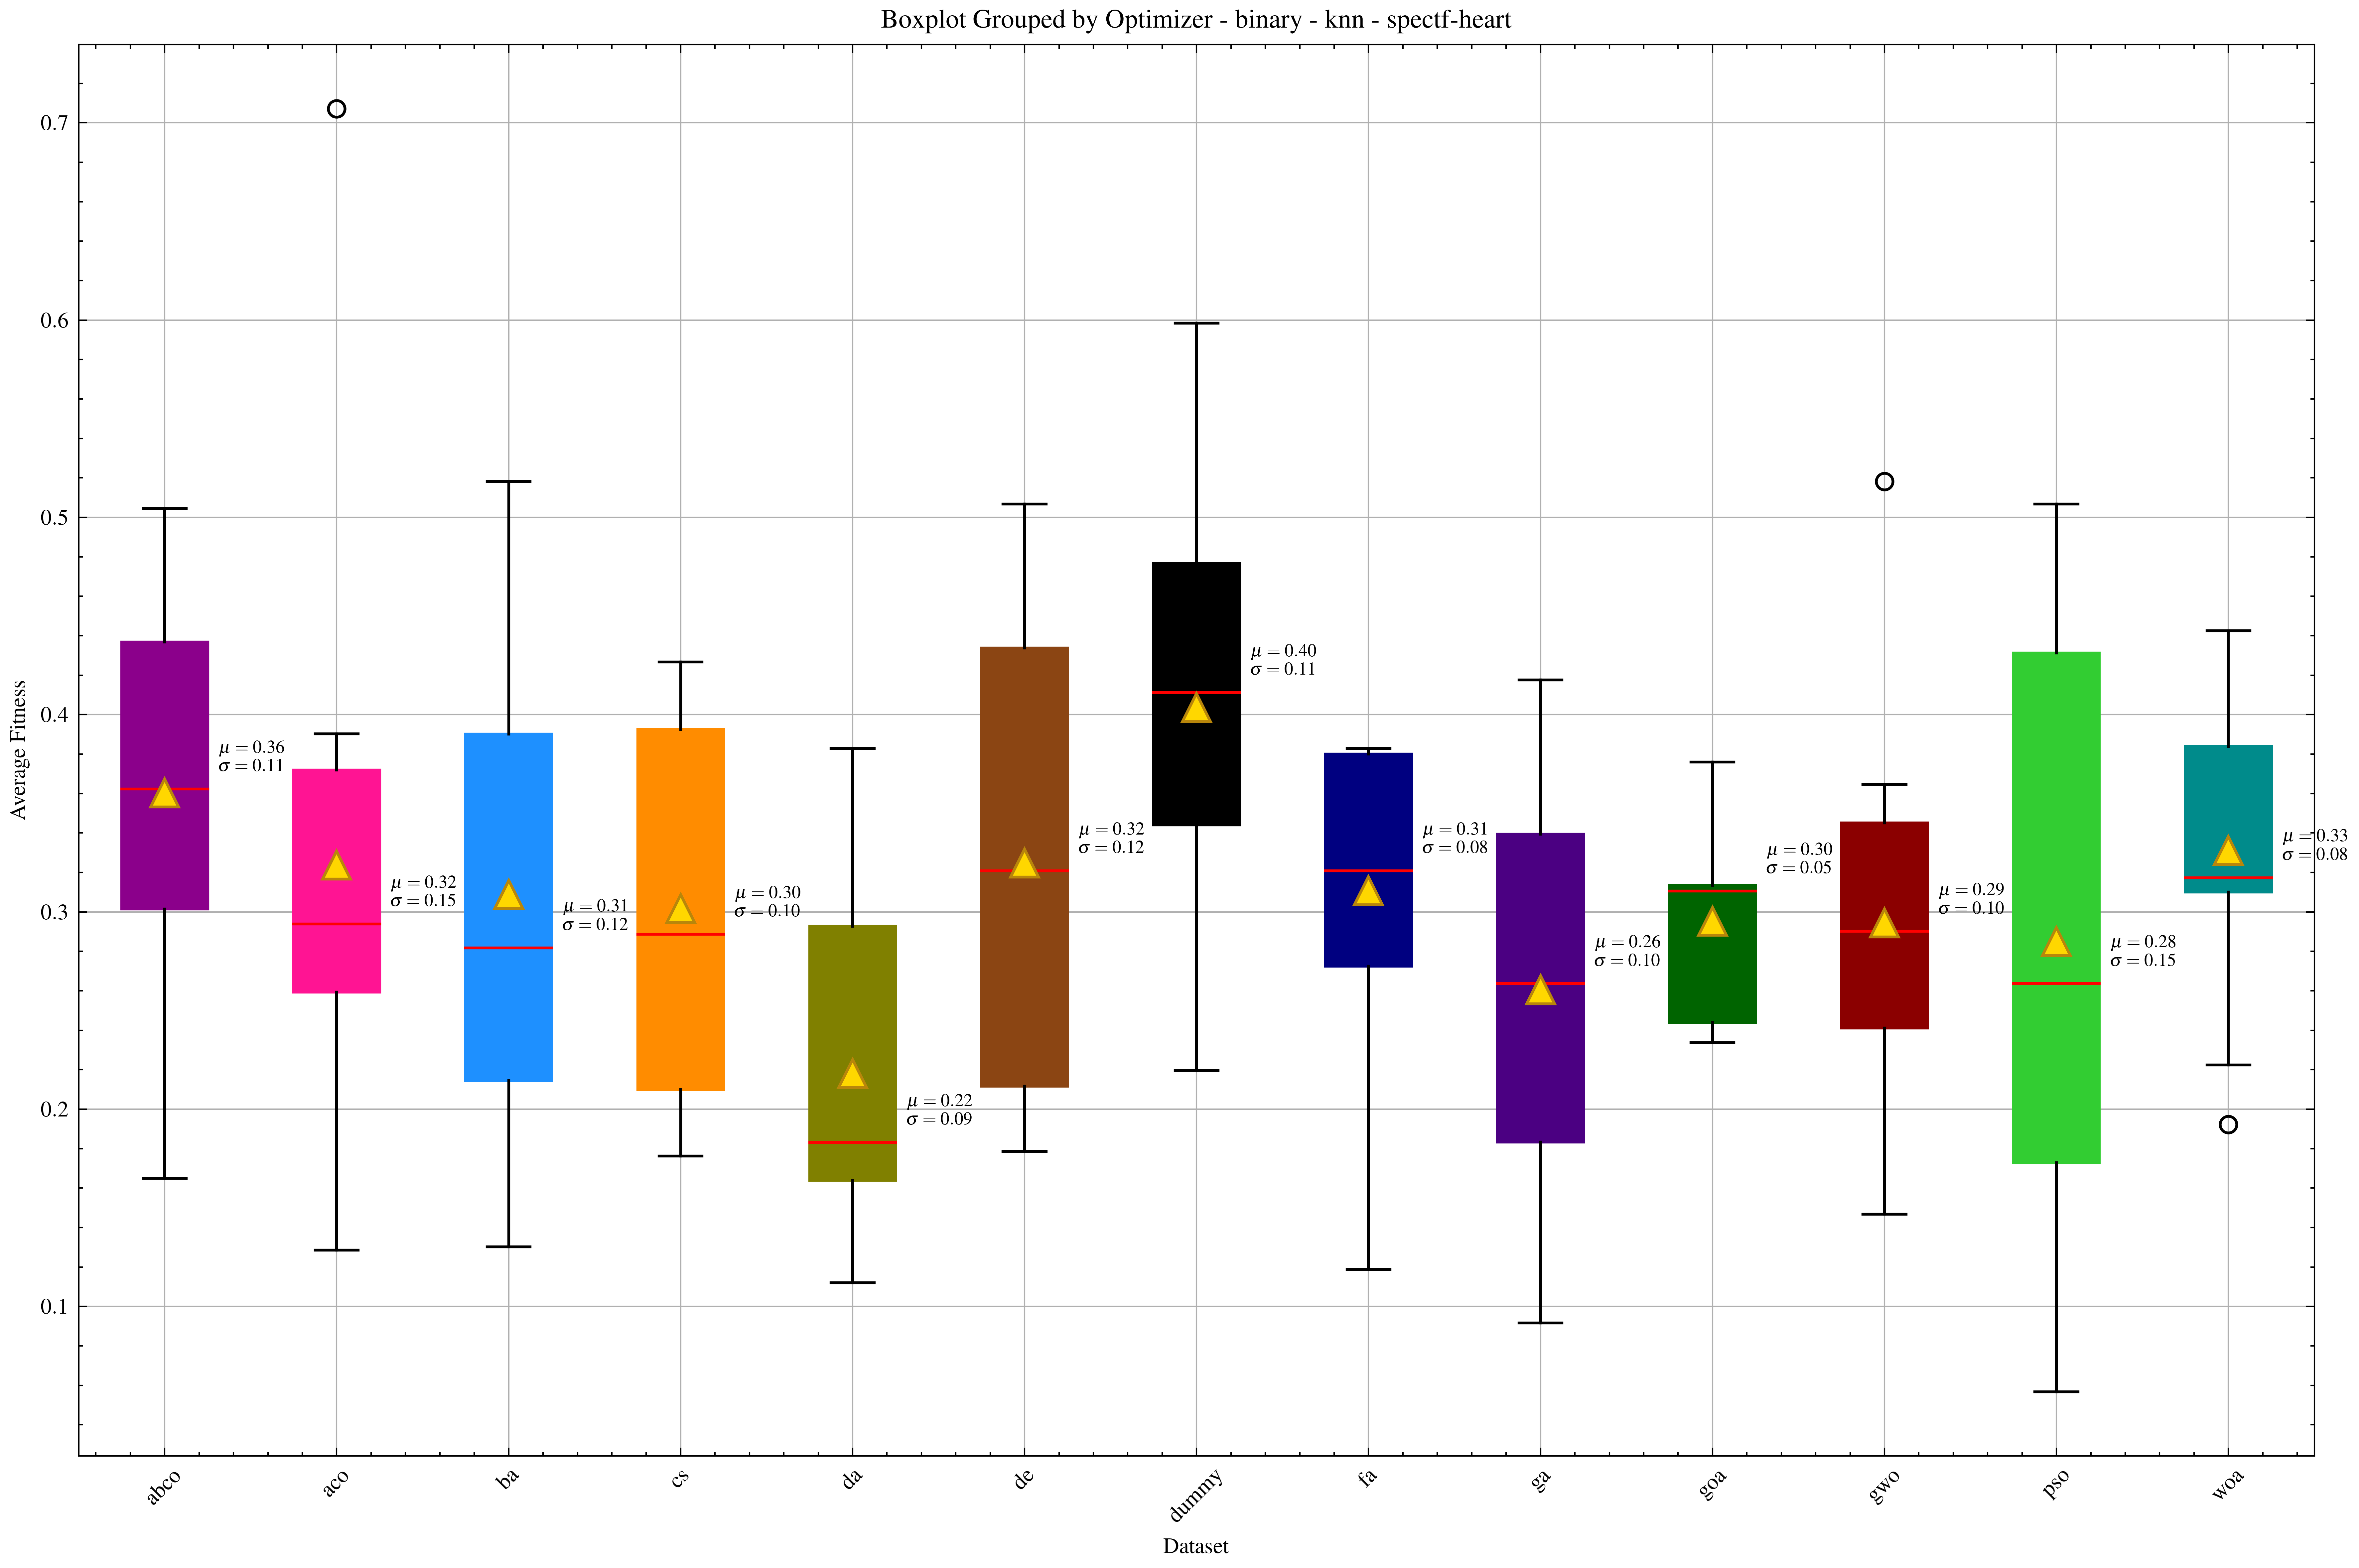 Boxplot Grouped by Optimizer - binary - knn - spectf-heart
Average Fitness
0.7
0.6
0.5
0.4
0.3
0.2
0.1
μ = 0.36
σ = 0.11
μ = 0.32
σ = 0.15
μ = 0.31
σ = 0.12
μ = 0.30
σ = 0.10
μ = 0.22
σ = 0.09
μ = 0.32
σ = 0.12
μ = 0.40
σ = 0.11
μ = 0.31
σ = 0.08
μ = 0.26
σ = 0.10
μ = 0.30
σ = 0.05
μ = 0.29
σ = 0.10
μ = 0.28
σ = 0.15
μ = 0.33
σ = 0.08
abco
aco
ba
cs
da
de
dummy
fa
ga
goa
gwo
pso
woa
Dataset